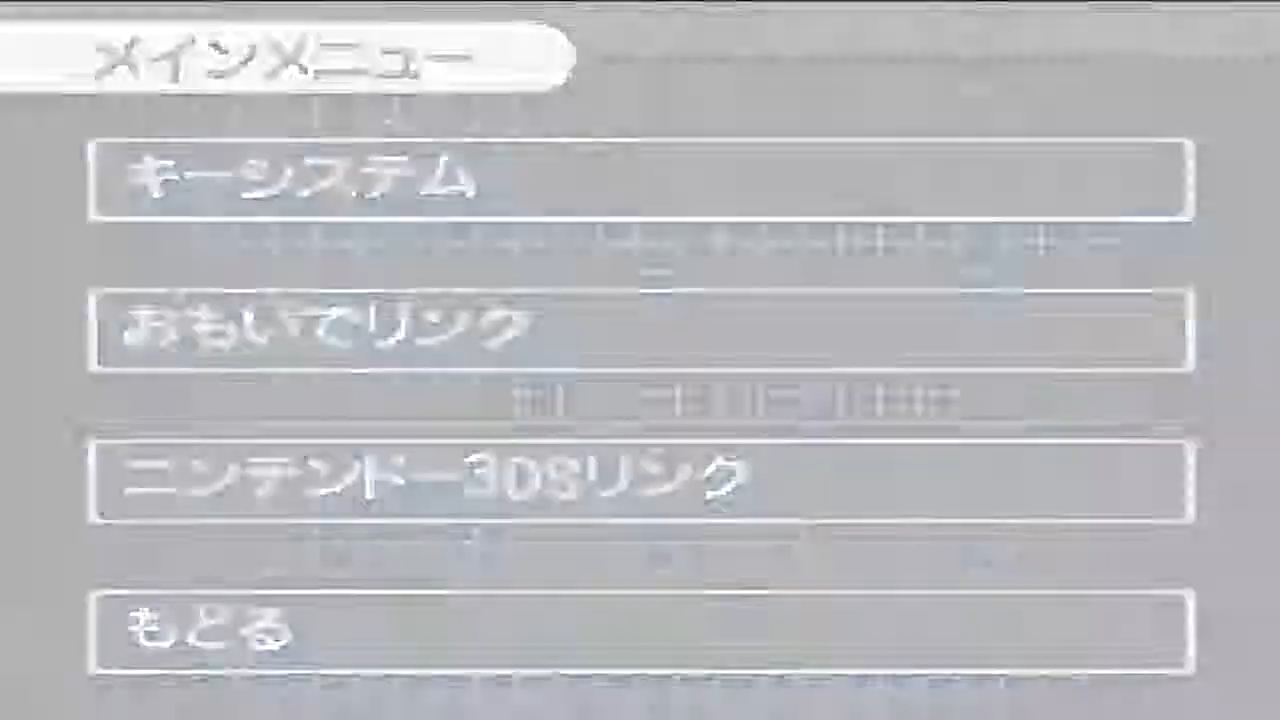 メインメニュー
キーシステム
おもいでリンク
ニンテンドー3DSリンク
もどる